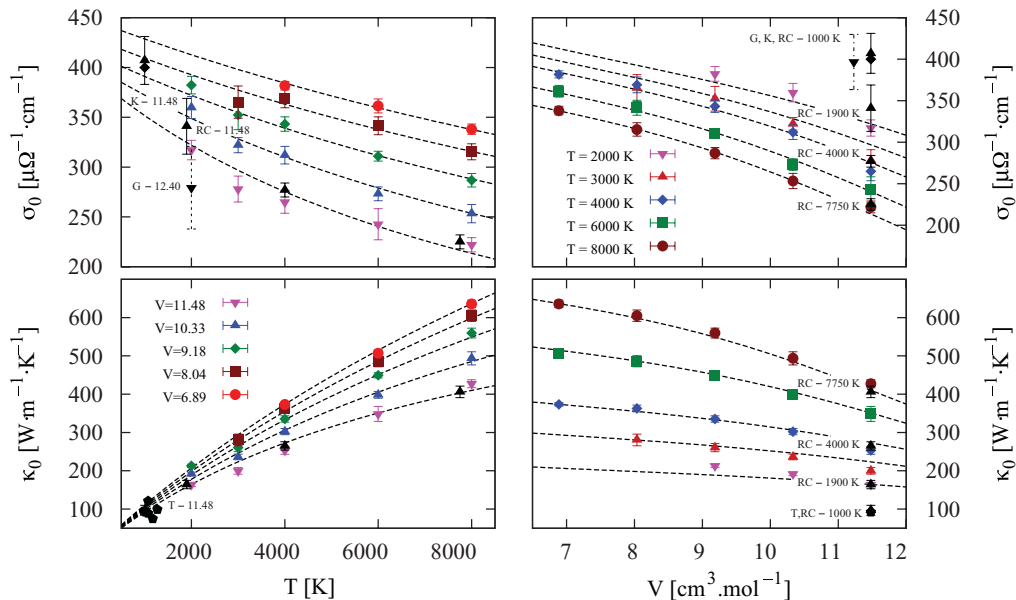 450
400
350
300
250
200
σ₀ [μΩ⁻¹·cm⁻¹]
K − 11.48
RC − 11.48
G − 12.40
G, K, RC − 1000 K
RC − 1900 K
RC − 4000 K
RC − 7750 K
T = 2000 K
T = 3000 K
T = 4000 K
T = 6000 K
T = 8000 K
450
400
350
300
250
200
σ₀ [μΩ⁻¹·cm⁻¹]
600
500
400
300
200
100
κ₀ [W·m⁻¹·K⁻¹]
V=11.48
V=10.33
V=9.18
V=8.04
V=6.89
T − 11.48
2000
4000
6000
8000
T [K]
RC − 7750 K
RC − 4000 K
RC − 1900 K
T,RC − 1000 K
7
8
9
10
11
12
V [cm³.mol⁻¹]
600
500
400
300
200
100
κ₀ [W·m⁻¹·K⁻¹]